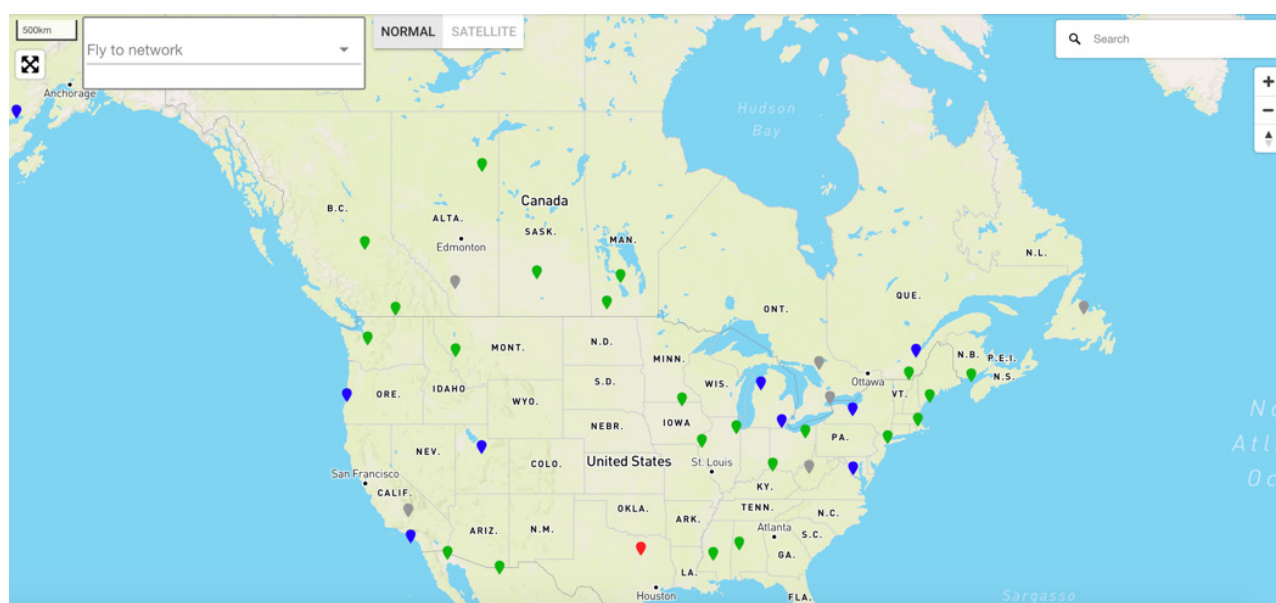 500km
Fly to network
NORMAL SATELLITE
Search
+
−
Anchorage
Hudson
Bay
Canada
B.C.
ALTA.
SASK.
MAN.
Edmonton
N.L.
ONT.
QUE.
MONT.
N.D.
MINN.
N.B. P.E.I.
N.S.
Ottawa
ORE.
IDAHO
WYO.
S.D.
WIS.
VT.
NEBR.
IOWA
PA.
NEV.
COLO.
United States
St. Louis
San Francisco
CALIF.
KY.
ARIZ.
N.M.
OKLA.
ARK.
TENN.
N.C.
Atlanta
S.C.
GA.
LA.
Houston
FLA.
Sargasso